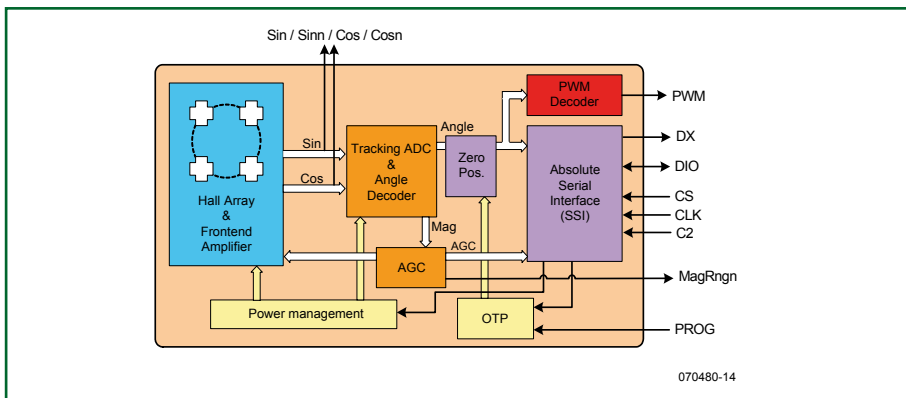 Sin / Sinn / Cos / Cosn
PWM
Decoder
PWM
Hall Array
&
Frontend
Amplifier
Sin
Cos
Tracking ADC
&
Angle
Decoder
Angle
Zero
Pos.
Absolute
Serial
Interface
(SSI)
DX
DIO
CS
CLK
C2
Mag
AGC
AGC
MagRngn
Power management
OTP
PROG
070480-14